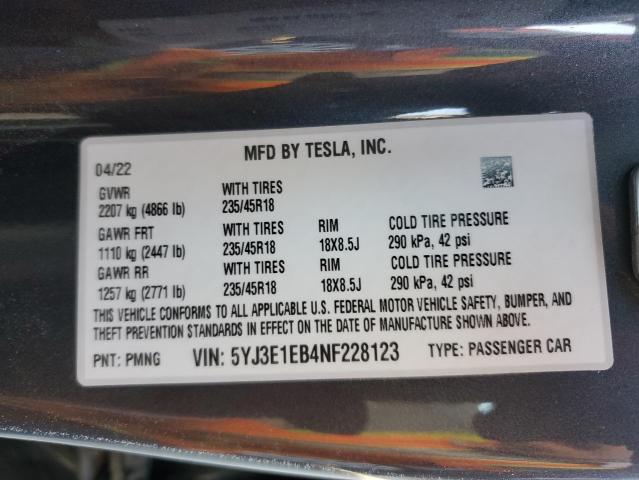 MFD BY TESLA, INC.
04/22
GVWR WITH TIRES
2207 kg (4866 lb) 235/45R18
GAWR FRT WITH TIRES RIM COLD TIRE PRESSURE
1110 kg (2447 lb) 235/45R18 18X8.5J 290 kPa, 42 psi
GAWR RR WITH TIRES RIM COLD TIRE PRESSURE
1257 kg (2771 lb) 235/45R18 18X8.5J 290 kPa, 42 psi
THIS VEHICLE CONFORMS TO ALL APPLICABLE U.S. FEDERAL MOTOR VEHICLE SAFETY, BUMPER, AND
THEFT PREVENTION STANDARDS IN EFFECT ON THE DATE OF MANUFACTURE SHOWN ABOVE.
PNT: PMNG VIN: 5YJ3E1EB4NF228123 TYPE: PASSENGER CAR